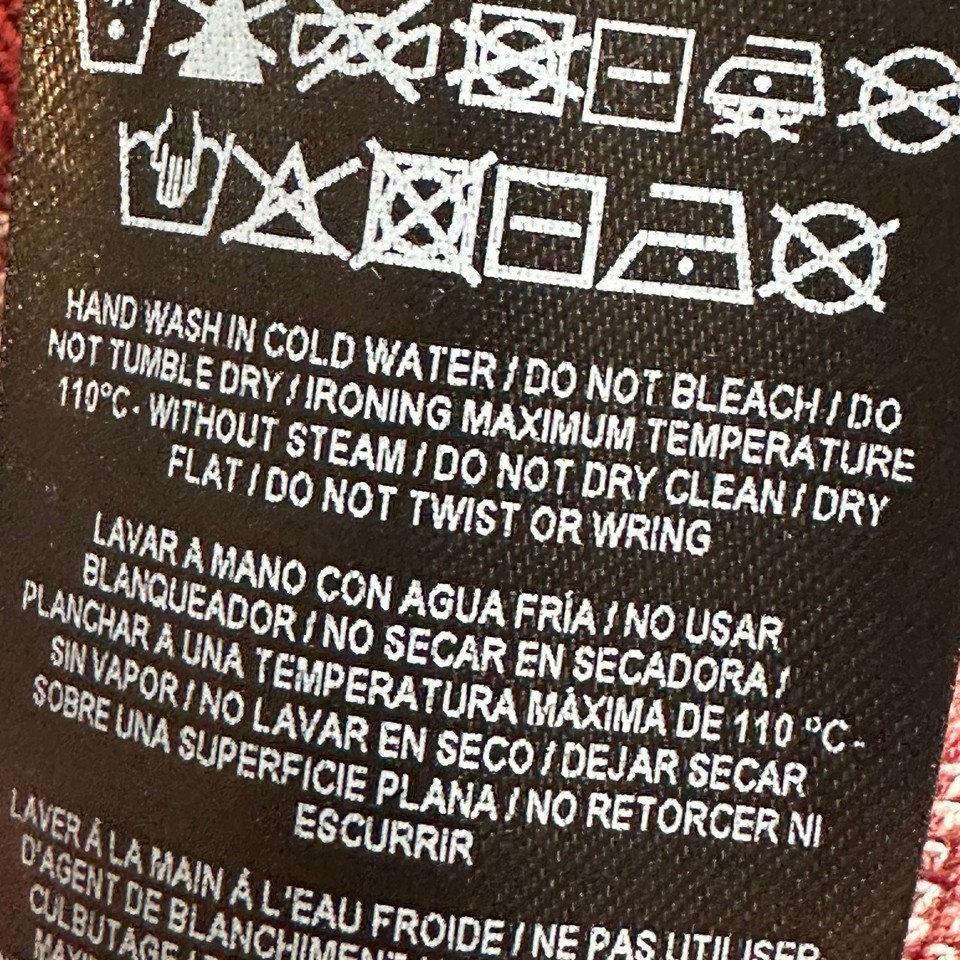 HAND WASH IN COLD WATER / DO NOT BLEACH / DO
NOT TUMBLE DRY / IRONING MAXIMUM TEMPERATURE
110°C - WITHOUT STEAM / DO NOT DRY CLEAN / DRY
FLAT / DO NOT TWIST OR WRING
LAVAR A MANO CON AGUA FRÍA / NO USAR
BLANQUEADOR / NO SECAR EN SECADORA /
PLANCHAR A UNA TEMPERATURA MÁXIMA DE 110 °C -
SIN VAPOR / NO LAVAR EN SECO / DEJAR SECAR
SOBRE UNA SUPERFICIE PLANA / NO RETORCER NI
ESCURRIR
LAVER Á LA MAIN Á L'EAU FROIDE / NE PAS UTILISER
D'AGENT DE BLANCHIMENT /
CULBUTAGE /